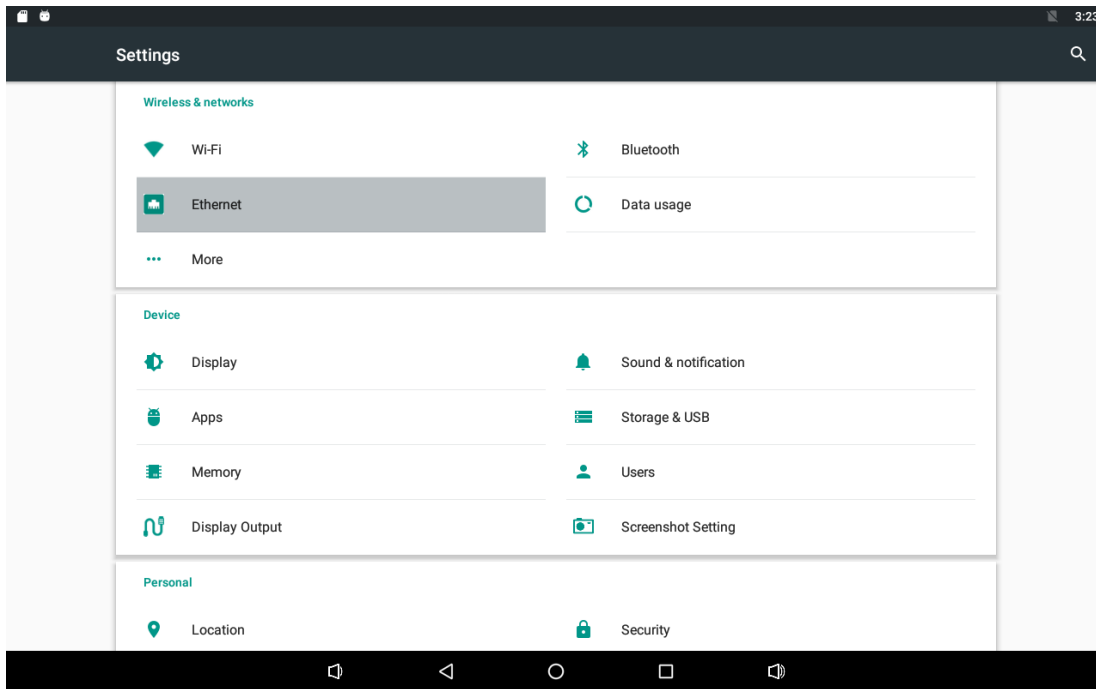 3:23
Settings
Wireless & networks
Wi-Fi
Bluetooth
Ethernet
Data usage
More
Device
Display
Sound & notification
Apps
Storage & USB
Memory
Users
Display Output
Screenshot Setting
Personal
Location
Security